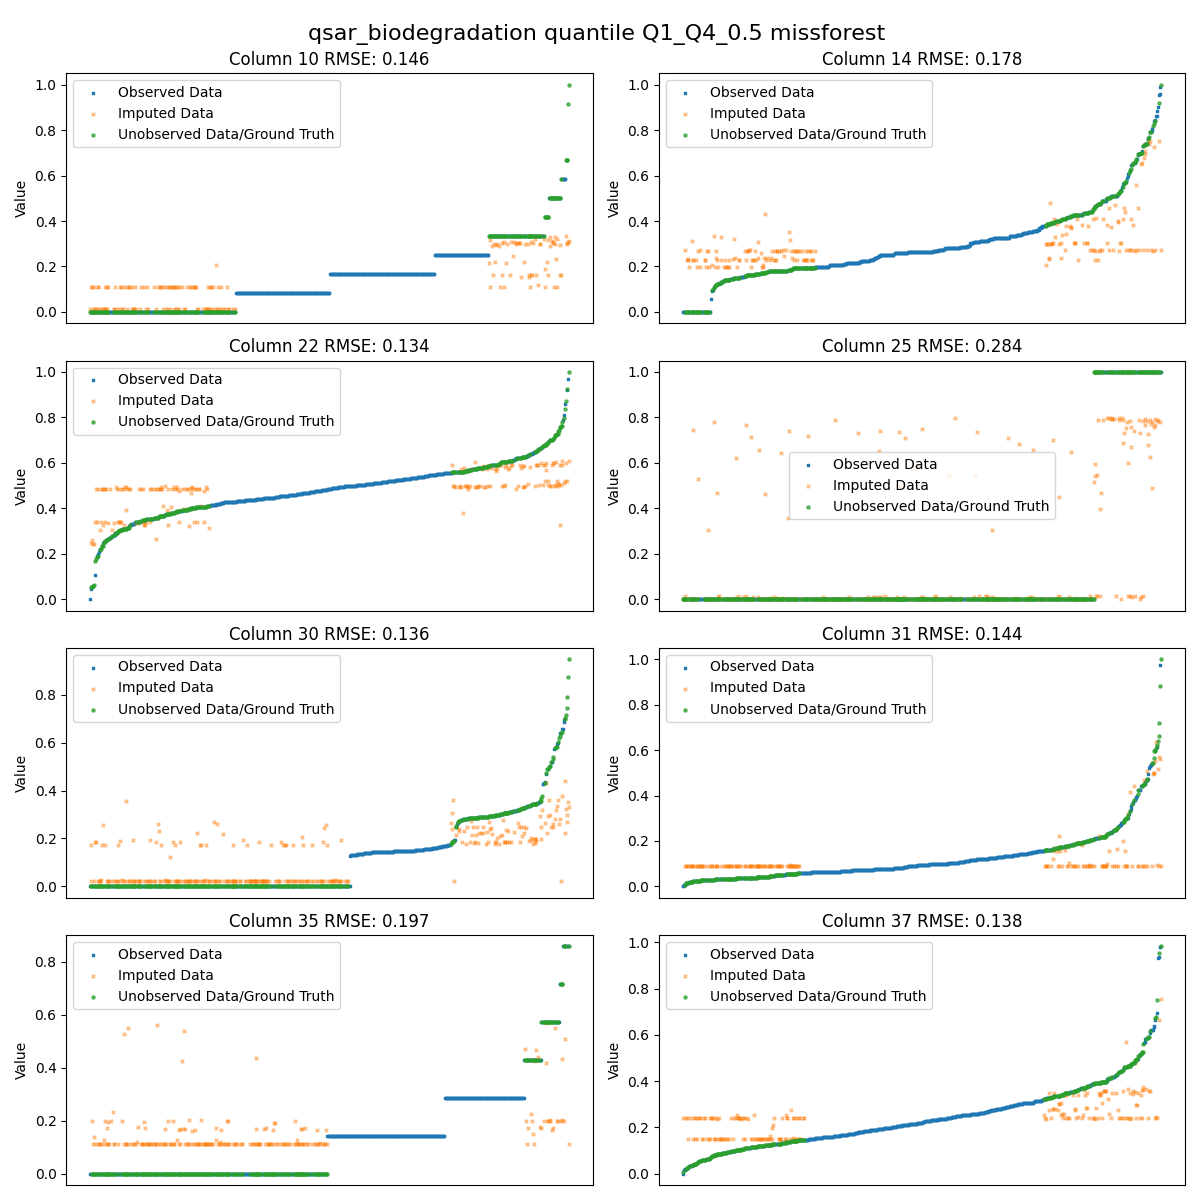 qsar_biodegradation quantile Q1_Q4_0.5 missforest
Column 10 RMSE: 0.146
Value
1.0
0.8
0.6
0.4
0.2
0.0
Observed Data
Imputed Data
Unobserved Data/Ground Truth
Column 14 RMSE: 0.178
Value
1.0
0.8
0.6
0.4
0.2
0.0
Observed Data
Imputed Data
Unobserved Data/Ground Truth
Column 22 RMSE: 0.134
Value
1.0
0.8
0.6
0.4
0.2
0.0
Observed Data
Imputed Data
Unobserved Data/Ground Truth
Column 25 RMSE: 0.284
Value
1.0
0.8
0.6
0.4
0.2
0.0
Observed Data
Imputed Data
Unobserved Data/Ground Truth
Column 30 RMSE: 0.136
Value
0.8
0.6
0.4
0.2
0.0
Observed Data
Imputed Data
Unobserved Data/Ground Truth
Column 31 RMSE: 0.144
Value
1.0
0.8
0.6
0.4
0.2
0.0
Observed Data
Imputed Data
Unobserved Data/Ground Truth
Column 35 RMSE: 0.197
Value
0.8
0.6
0.4
0.2
0.0
Observed Data
Imputed Data
Unobserved Data/Ground Truth
Column 37 RMSE: 0.138
Value
1.0
0.8
0.6
0.4
0.2
0.0
Observed Data
Imputed Data
Unobserved Data/Ground Truth